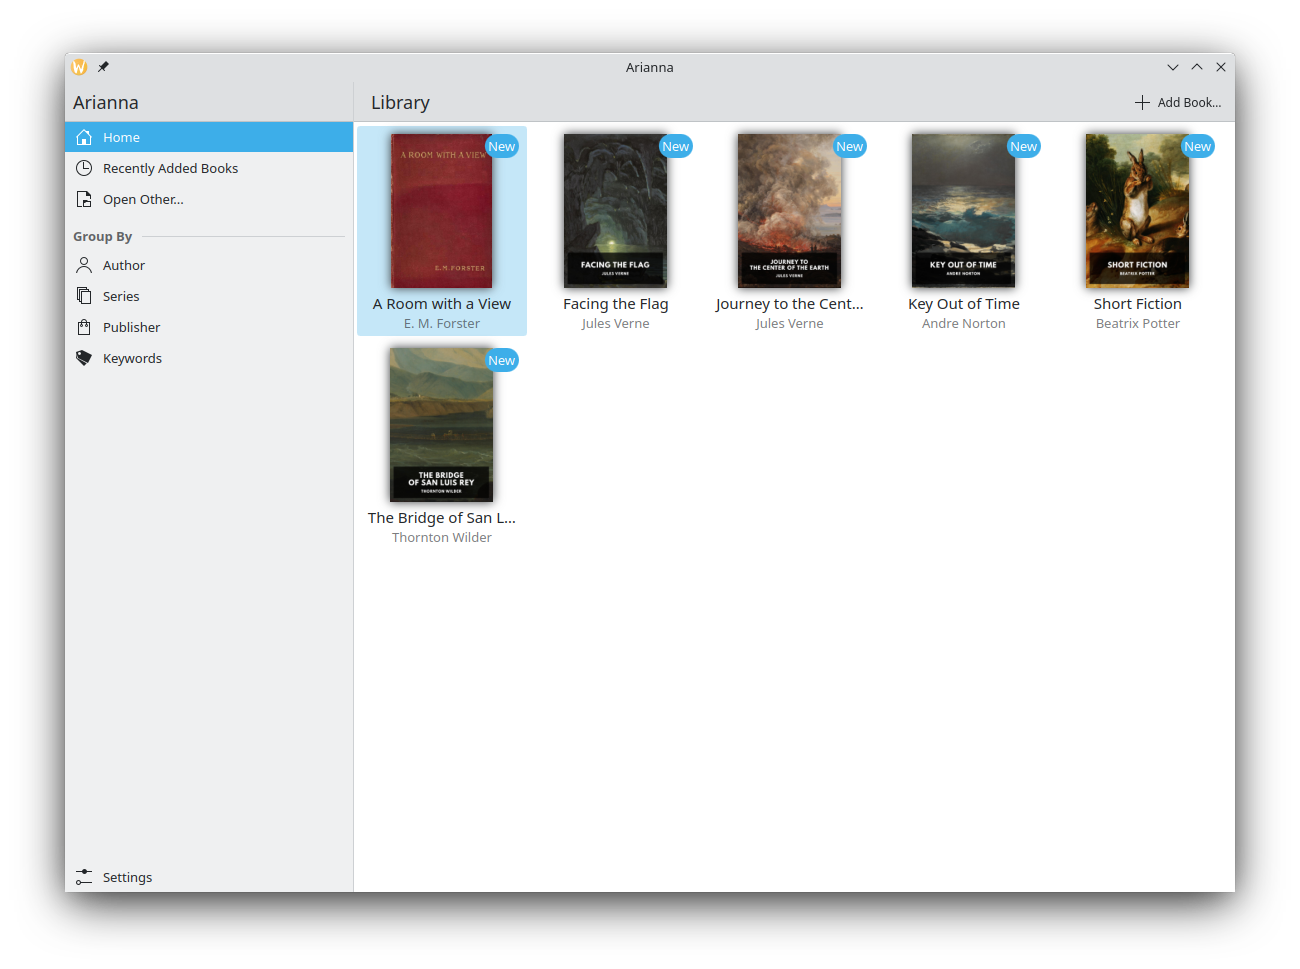 Arianna
Arianna
Library
Add Book...
Home
Recently Added Books
Open Other...
Group By
Author
Series
Publisher
Keywords
Settings
A ROOM WITH A VIEW
E.M.FORSTER
New
A Room with a View
E. M. Forster
FACING THE FLAG
JULES VERNE
New
Facing the Flag
Jules Verne
JOURNEY TO
THE CENTER OF THE EARTH
JULES VERNE
New
Journey to the Cent...
Jules Verne
KEY OUT OF TIME
ANDRE NORTON
New
Key Out of Time
Andre Norton
SHORT FICTION
BEATRIX POTTER
New
Short Fiction
Beatrix Potter
THE BRIDGE
OF SAN LUIS REY
THORNTON WILDER
New
The Bridge of San L...
Thornton Wilder